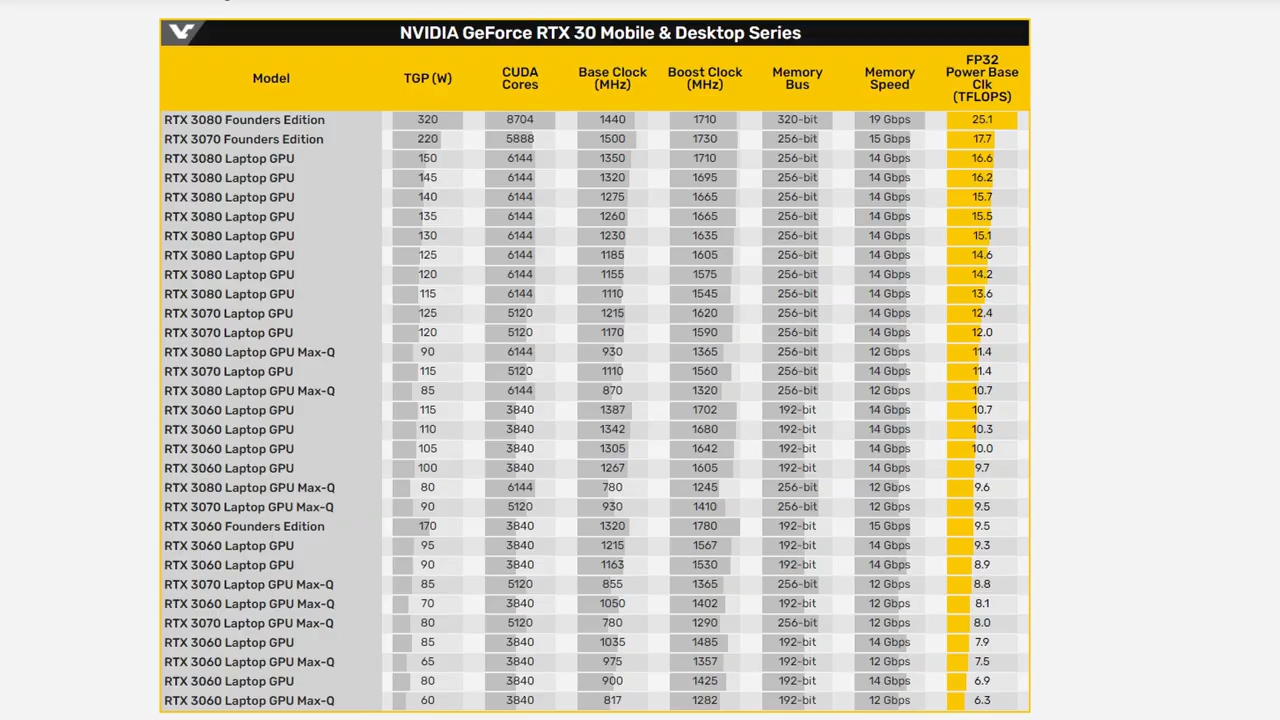 NVIDIA GeForce RTX 30 Mobile & Desktop Series
Model TGP (W) CUDA Cores Base Clock (MHz) Boost Clock (MHz) Memory Bus Memory Speed FP32 Power Base Clk (TFLOPS)
RTX 3080 Founders Edition 320 8704 1440 1710 320-bit 19 Gbps 25.1
RTX 3070 Founders Edition 220 5888 1500 1730 256-bit 15 Gbps 17.7
RTX 3080 Laptop GPU 150 6144 1350 1710 256-bit 14 Gbps 16.6
RTX 3080 Laptop GPU 145 6144 1320 1695 256-bit 14 Gbps 16.2
RTX 3080 Laptop GPU 140 6144 1275 1665 256-bit 14 Gbps 15.7
RTX 3080 Laptop GPU 135 6144 1260 1665 256-bit 14 Gbps 15.5
RTX 3080 Laptop GPU 130 6144 1230 1635 256-bit 14 Gbps 15.1
RTX 3080 Laptop GPU 125 6144 1185 1605 256-bit 14 Gbps 14.6
RTX 3080 Laptop GPU 120 6144 1155 1575 256-bit 14 Gbps 14.2
RTX 3080 Laptop GPU 115 6144 1110 1545 256-bit 14 Gbps 13.6
RTX 3070 Laptop GPU 125 5120 1215 1620 256-bit 14 Gbps 12.4
RTX 3070 Laptop GPU 120 5120 1170 1590 256-bit 14 Gbps 12.0
RTX 3080 Laptop GPU Max-Q 90 6144 930 1365 256-bit 12 Gbps 11.4
RTX 3070 Laptop GPU 115 5120 1110 1560 256-bit 14 Gbps 11.4
RTX 3080 Laptop GPU Max-Q 85 6144 870 1320 256-bit 12 Gbps 10.7
RTX 3060 Laptop GPU 115 3840 1387 1702 192-bit 14 Gbps 10.7
RTX 3060 Laptop GPU 110 3840 1342 1680 192-bit 14 Gbps 10.3
RTX 3060 Laptop GPU 105 3840 1305 1642 192-bit 14 Gbps 10.0
RTX 3060 Laptop GPU 100 3840 1267 1605 192-bit 14 Gbps 9.7
RTX 3080 Laptop GPU Max-Q 80 6144 780 1245 256-bit 12 Gbps 9.6
RTX 3070 Laptop GPU Max-Q 90 5120 930 1410 256-bit 12 Gbps 9.5
RTX 3060 Founders Edition 170 3840 1320 1780 192-bit 15 Gbps 9.5
RTX 3060 Laptop GPU 95 3840 1215 1567 192-bit 14 Gbps 9.3
RTX 3060 Laptop GPU 90 3840 1163 1530 192-bit 14 Gbps 8.9
RTX 3070 Laptop GPU Max-Q 85 5120 855 1365 256-bit 12 Gbps 8.8
RTX 3060 Laptop GPU Max-Q 70 3840 1050 1402 192-bit 12 Gbps 8.1
RTX 3070 Laptop GPU Max-Q 80 5120 780 1290 256-bit 12 Gbps 8.0
RTX 3060 Laptop GPU 85 3840 1035 1485 192-bit 14 Gbps 7.9
RTX 3060 Laptop GPU Max-Q 65 3840 975 1357 192-bit 12 Gbps 7.5
RTX 3060 Laptop GPU 80 3840 900 1425 192-bit 14 Gbps 6.9
RTX 3060 Laptop GPU Max-Q 60 3840 817 1282 192-bit 12 Gbps 6.3